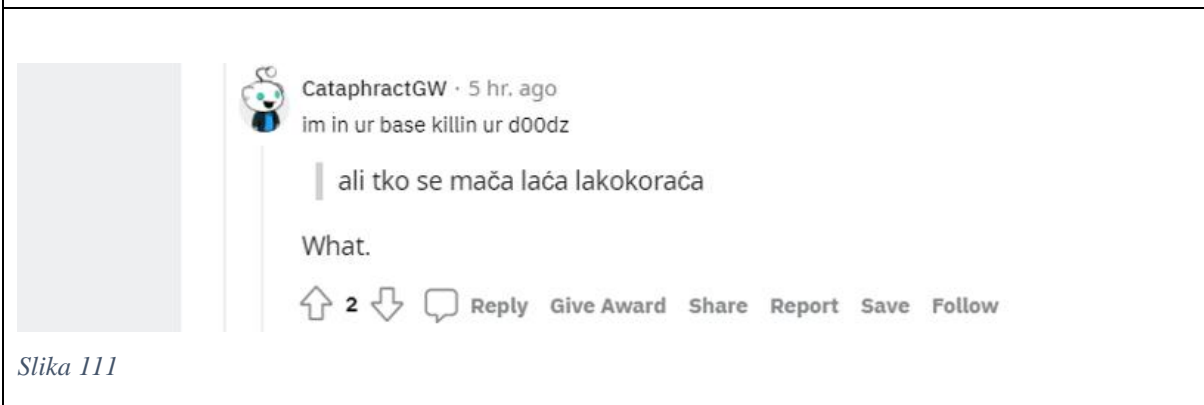 CataphractGW · 5 hr. ago
im in ur base killin ur d00dz
ali tko se mača laća lakokoraća
What.
2 Reply Give Award Share Report Save Follow
Slika 111